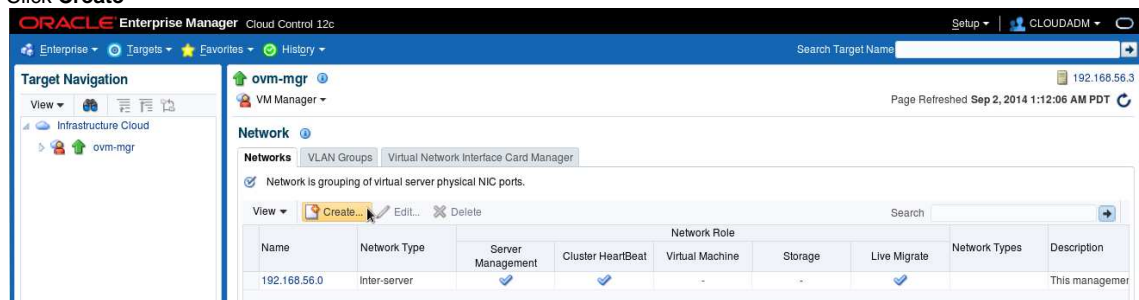 Click Create
ORACLE Enterprise Manager Cloud Control 12c
Setup CLOUDADM
Enterprise Targets Favorites History Search Target Name
Target Navigation
View
Infrastructure Cloud
ovm-mgr
ovm-mgr
192.168.56.3
VM Manager
Page Refreshed Sep 2, 2014 1:12:06 AM PDT
Network
Networks VLAN Groups Virtual Network Interface Card Manager
Network is grouping of virtual server physical NIC ports.
View Create... Edit... Delete Search
Name Network Type Network Role Network Types Description
Server Management Cluster HeartBeat Virtual Machine Storage Live Migrate
192.168.56.0 Inter-server - - This managemer